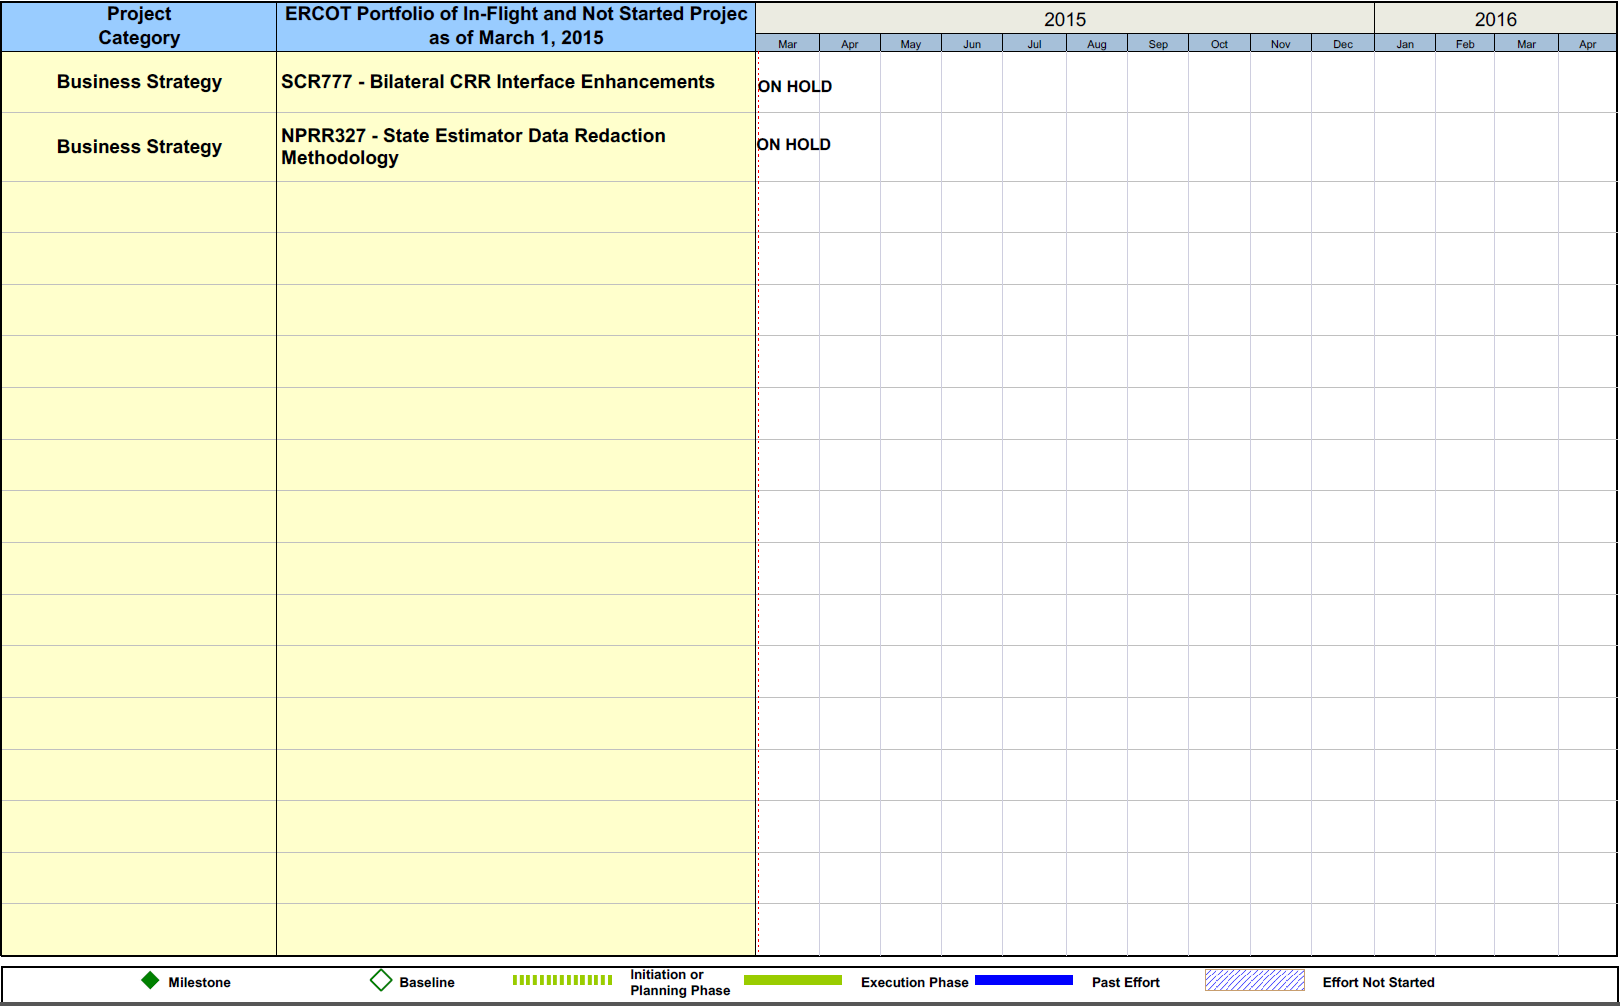 Project
Category
ERCOT Portfolio of In-Flight and Not Started Projec
as of March 1, 2015
2015
2016
Mar Apr May Jun Jul Aug Sep Oct Nov Dec Jan Feb Mar Apr
Business Strategy
SCR777 - Bilateral CRR Interface Enhancements
ON HOLD
Business Strategy
NPRR327 - State Estimator Data Redaction
Methodology
ON HOLD
Milestone
Baseline
Initiation or
Planning Phase
Execution Phase
Past Effort
Effort Not Started